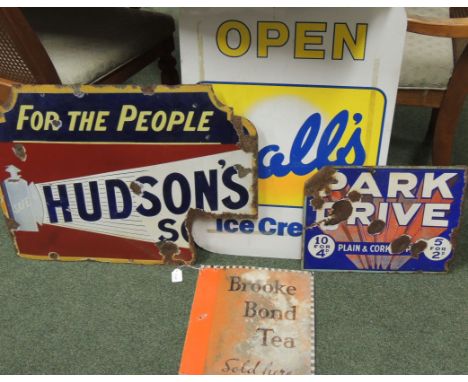 FOR THE PEOPLE
HUDSON'S
SO
OPEN
all's
Ice Cre
PARK
DRIVE
10
FOR
4D
PLAIN & CORK
5
FOR
2D
Brooke
Bond
Tea
Sold here